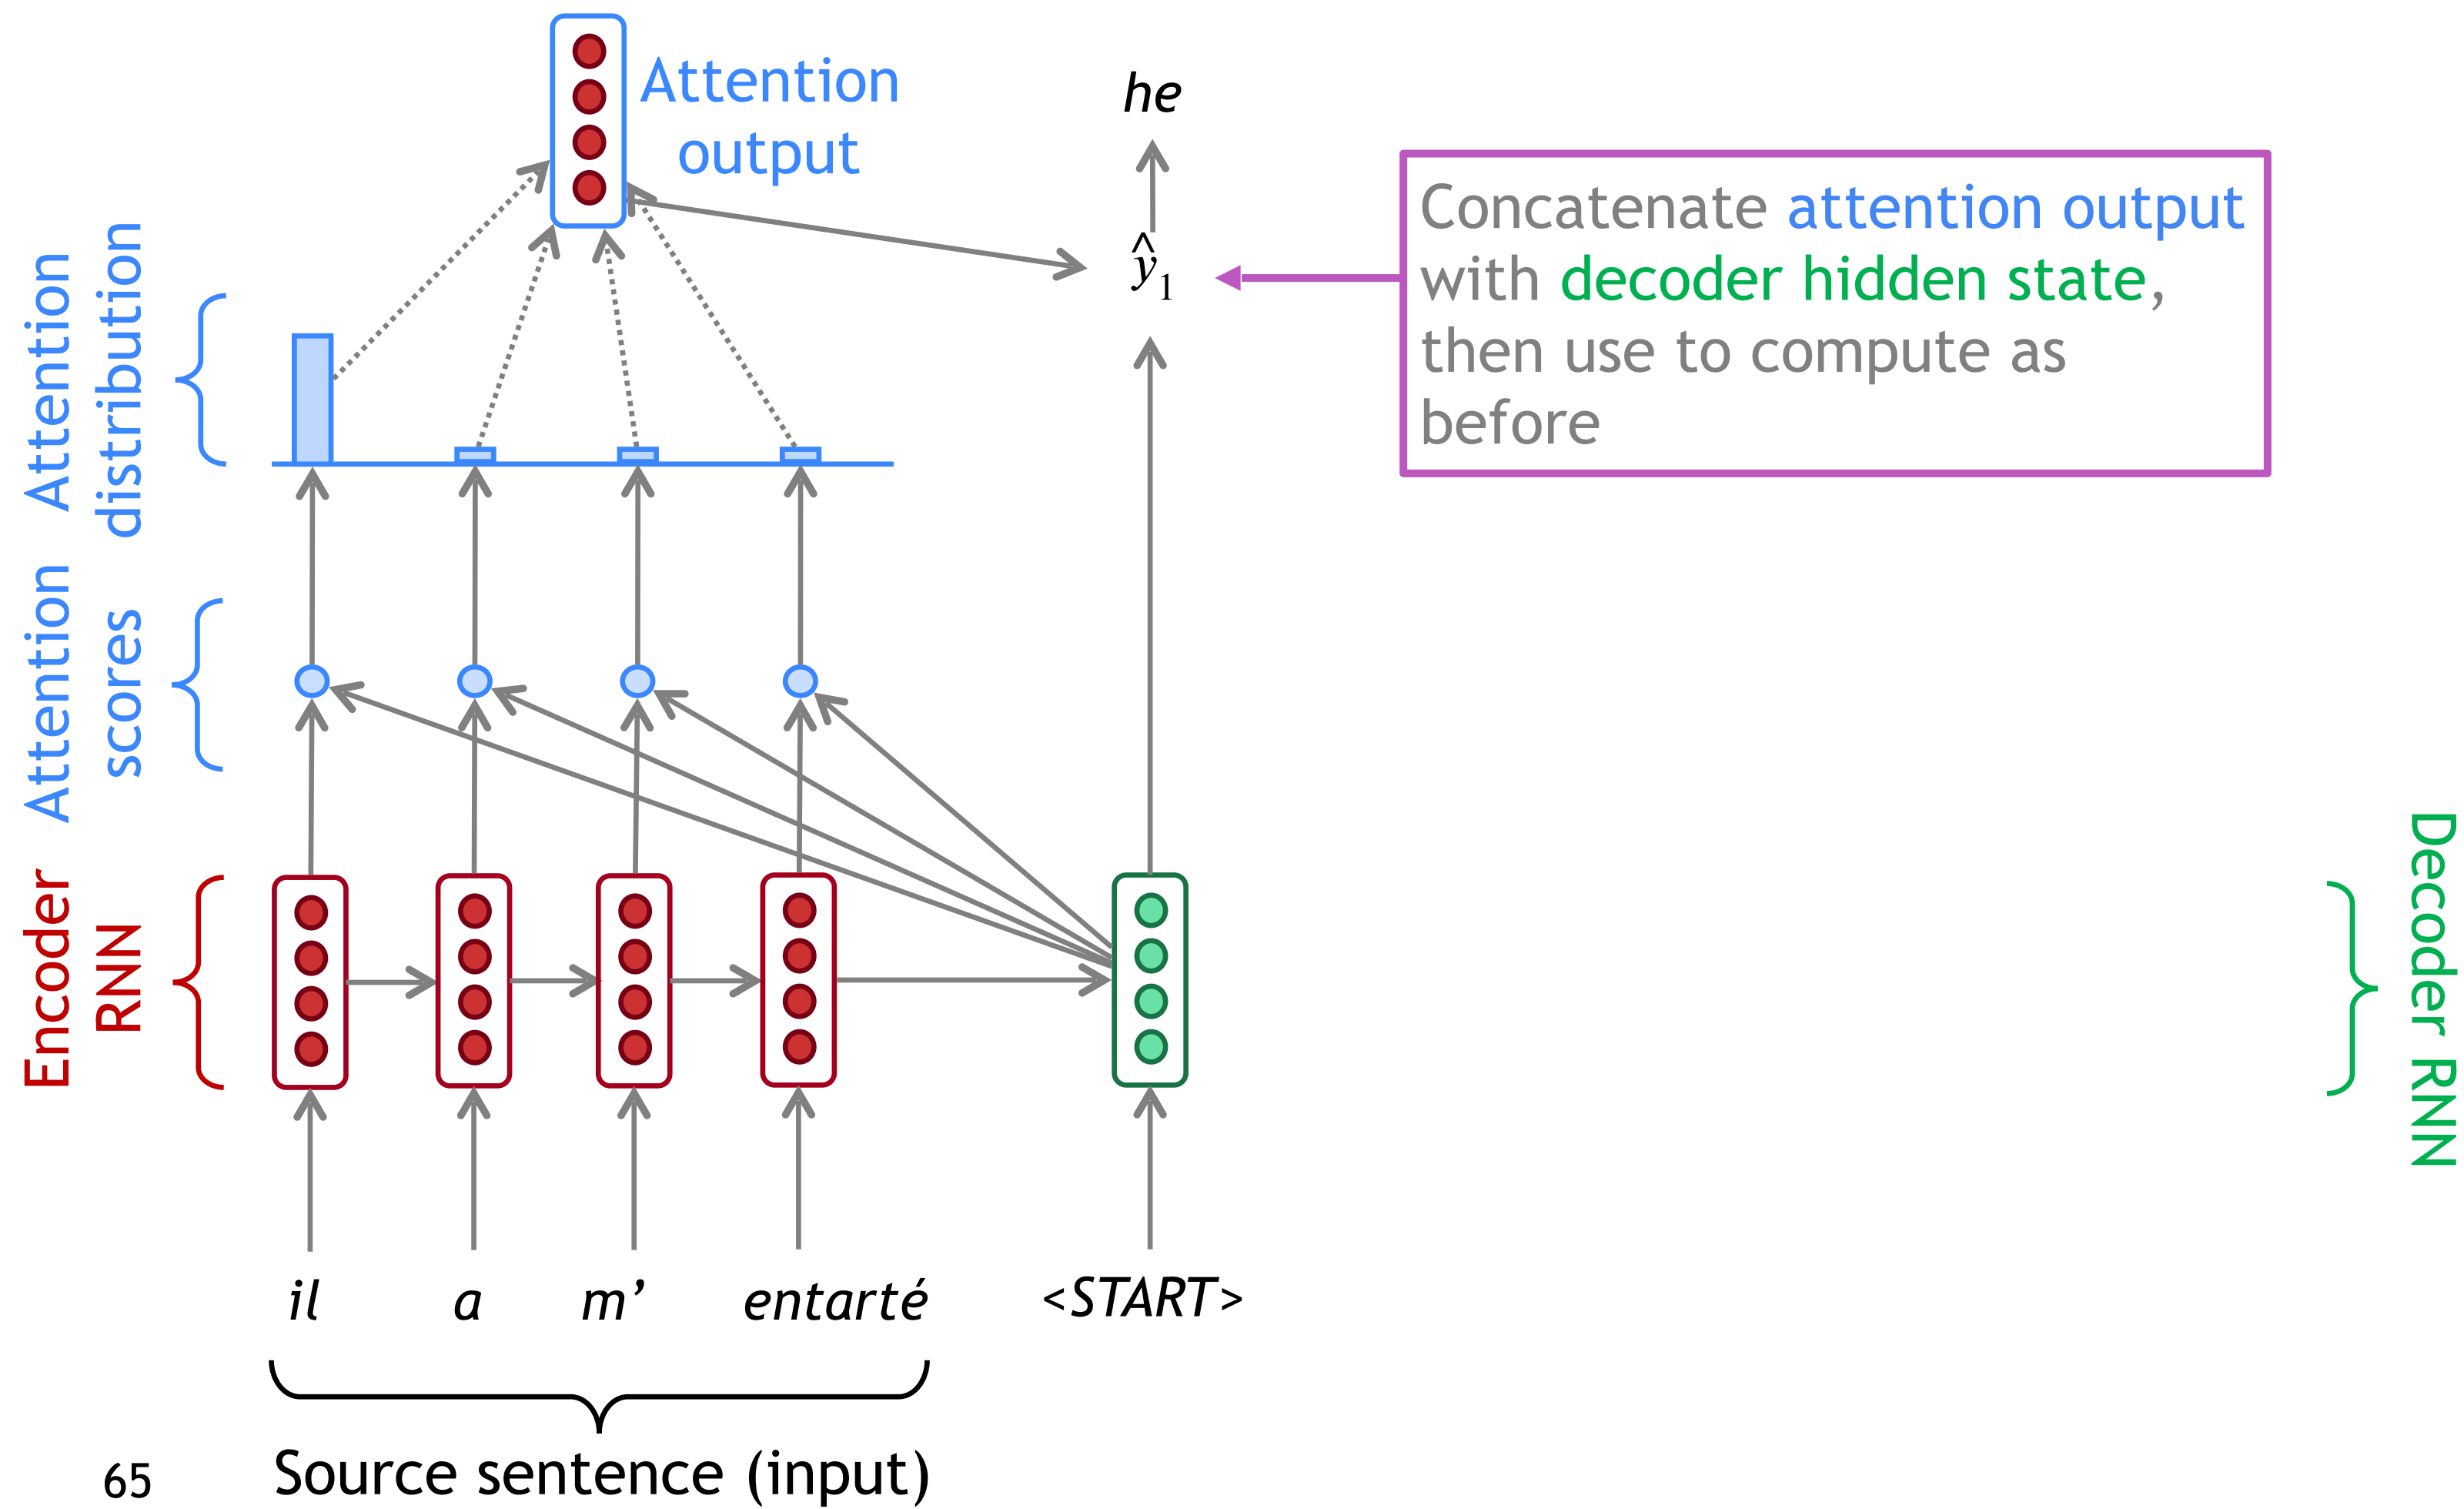 Attention
output
he
ŷ1
Concatenate attention output
with decoder hidden state,
then use to compute as
before
Attention
distribution
Attention
scores
Encoder
RNN
Decoder RNN
il a m’ entarté <START>
Source sentence (input)
65